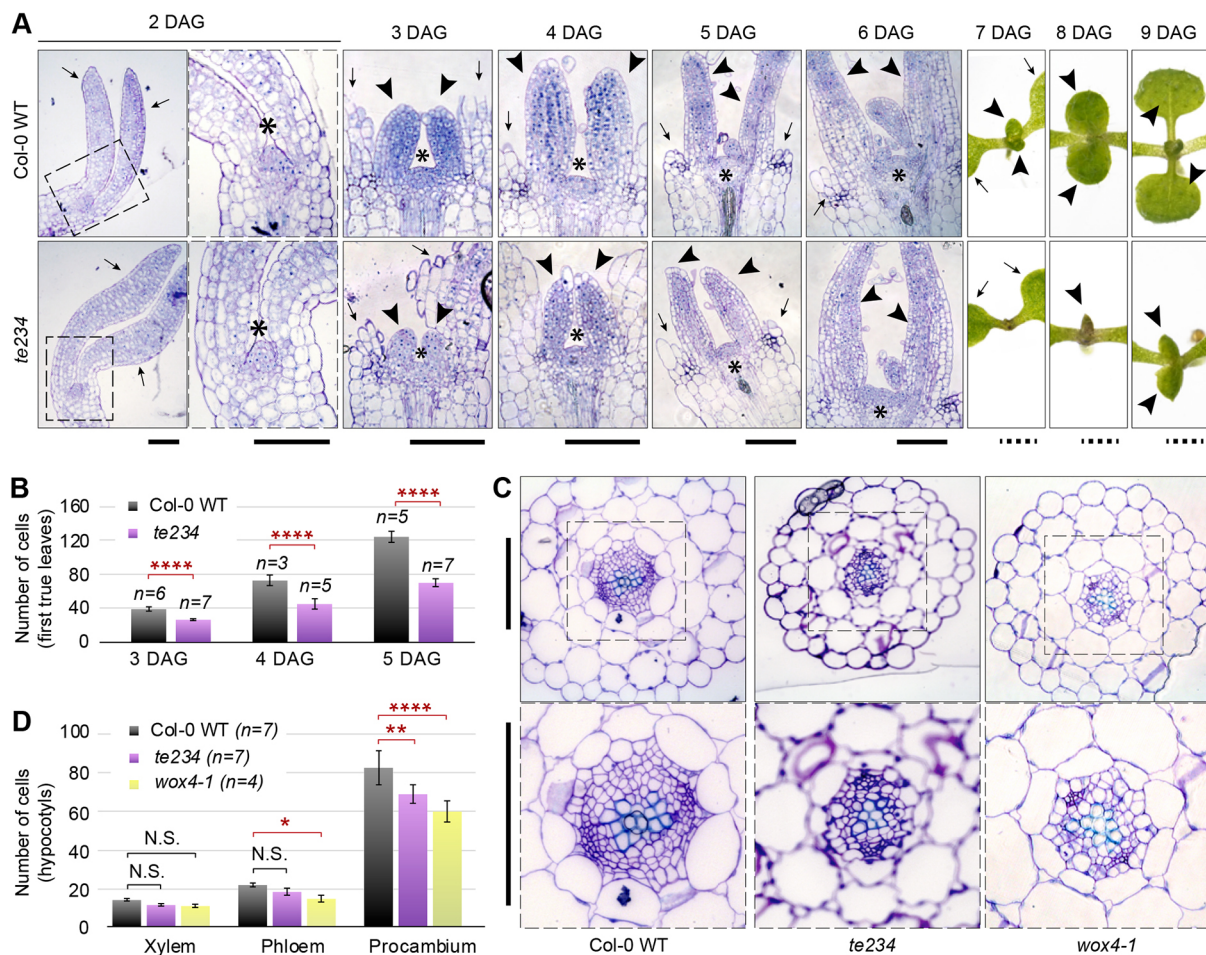 A
2 DAG
3 DAG
4 DAG
5 DAG
6 DAG
7 DAG
8 DAG
9 DAG
Col-0 WT
*
*
*
*
*
te234
*
*
*
*
*
B
Number of cells
(first true leaves)
160
120
80
40
0
Col-0 WT
te234
****
n=6
n=7
****
n=3
n=5
****
n=5
n=7
3 DAG
4 DAG
5 DAG
C
Col-0 WT
te234
wox4-1
D
Number of cells
(hypocotyls)
100
80
60
40
20
0
Col-0 WT (n=7)
te234 (n=7)
wox4-1 (n=4)
N.S.
N.S.
*
N.S.
****
**
Xylem
Phloem
Procambium